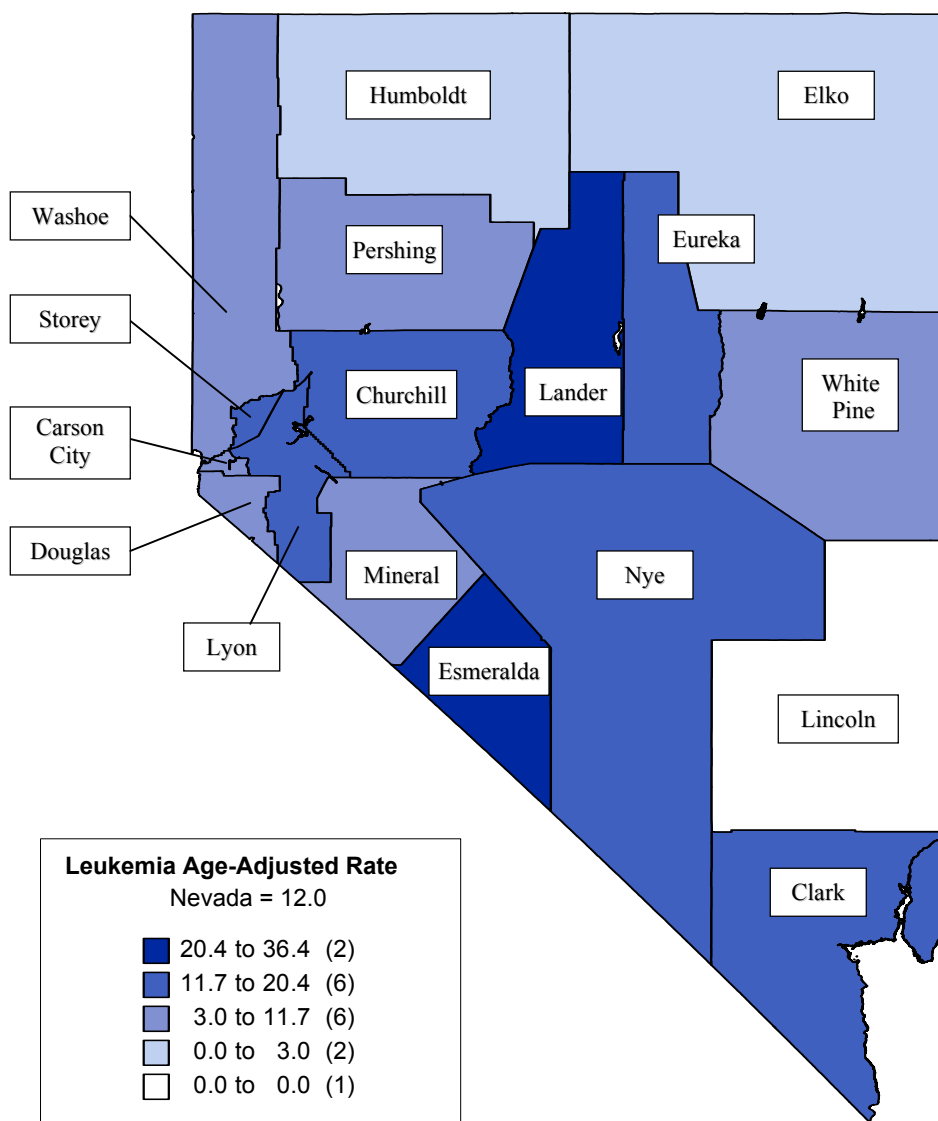 Humboldt
Elko
Washoe
Pershing
Eureka
Storey
Churchill
Lander
White
Pine
Carson
City
Douglas
Mineral
Nye
Lyon
Esmeralda
Lincoln
Clark
Leukemia Age-Adjusted Rate
Nevada = 12.0
20.4 to 36.4 (2)
11.7 to 20.4 (6)
3.0 to 11.7 (6)
0.0 to 3.0 (2)
0.0 to 0.0 (1)